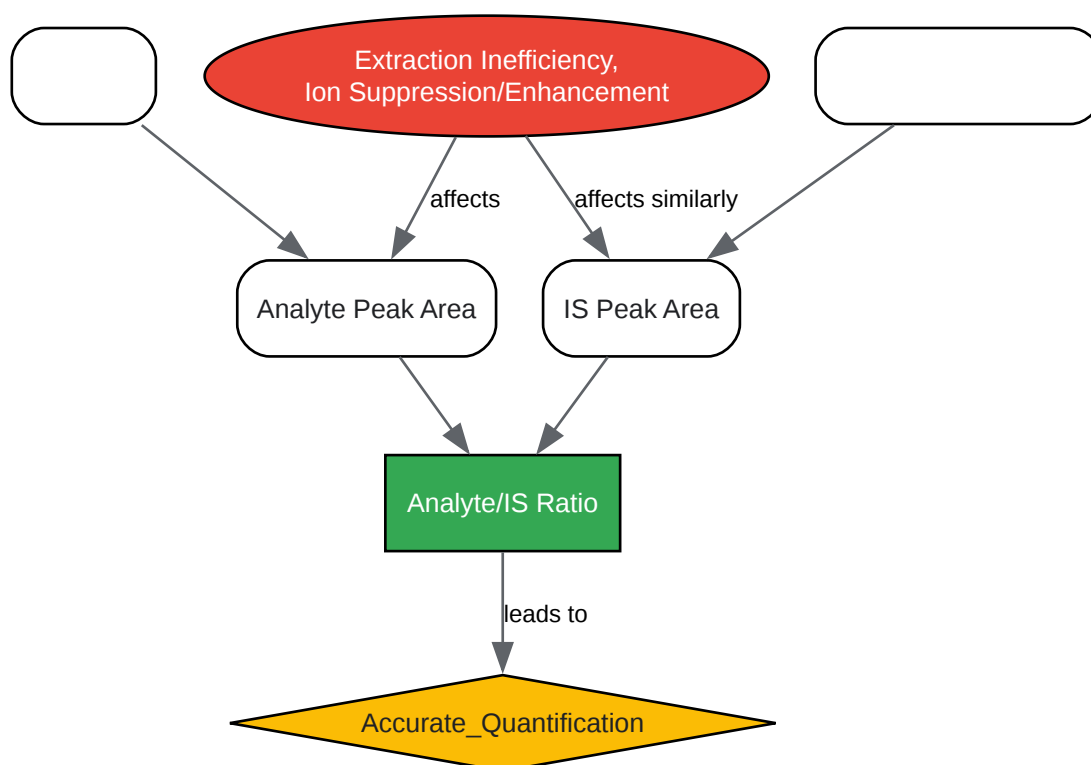 Extraction Inefficiency,
Ion Suppression/Enhancement
affects
affects similarly
Analyte Peak Area
IS Peak Area
Analyte/IS Ratio
leads to
Accurate_Quantification